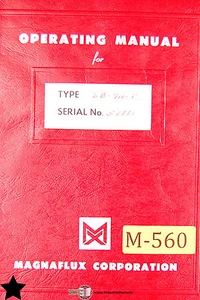 OPERATING MANUAL
for
TYPE
SERIAL No.
M-560
MAGNAFLUX CORPORATION